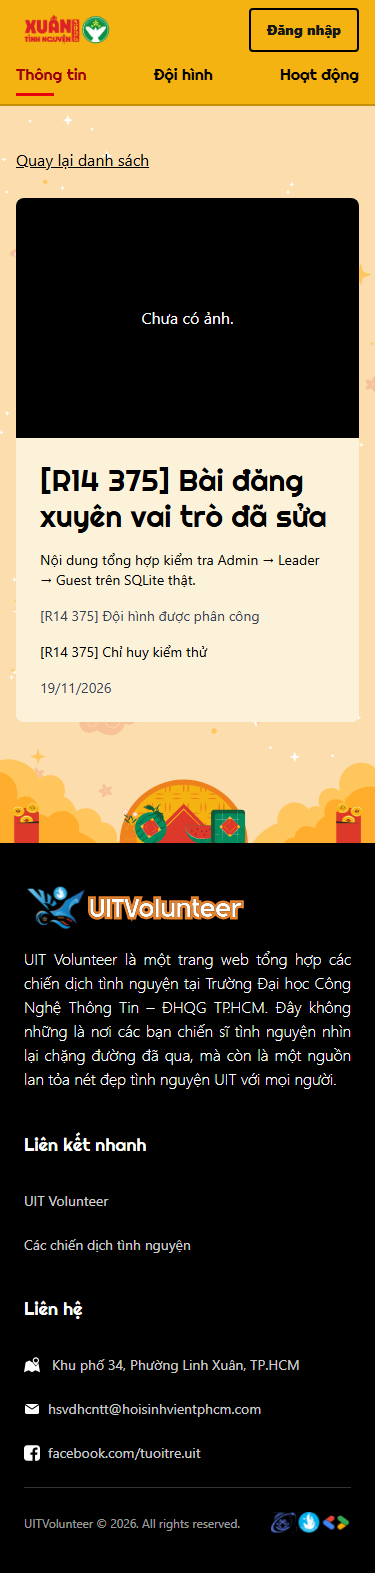 XUÂN
TÌNH NGUYỆN
Đăng nhập
Thông tin
Đội hình
Hoạt động
Quay lại danh sách
Chưa có ảnh.
[R14 375] Bài đăng
xuyên vai trò đã sửa
Nội dung tổng hợp kiểm tra Admin → Leader
→ Guest trên SQLite thật.
[R14 375] Đội hình được phân công
[R14 375] Chỉ huy kiểm thử
19/11/2026
UITVolunteer
UIT Volunteer là một trang web tổng hợp các
chiến dịch tình nguyện tại Trường Đại học Công
Nghệ Thông Tin – ĐHQG TP.HCM. Đây không
những là nơi các bạn chiến sĩ tình nguyện nhìn
lại chặng đường đã qua, mà còn là một nguồn
lan tỏa nét đẹp tình nguyện UIT với mọi người.
Liên kết nhanh
UIT Volunteer
Các chiến dịch tình nguyện
Liên hệ
Khu phố 34, Phường Linh Xuân, TP.HCM
hsvdhcntt@hoisinhvientphcm.com
facebook.com/tuoitre.uit
UITVolunteer © 2026. All rights reserved.